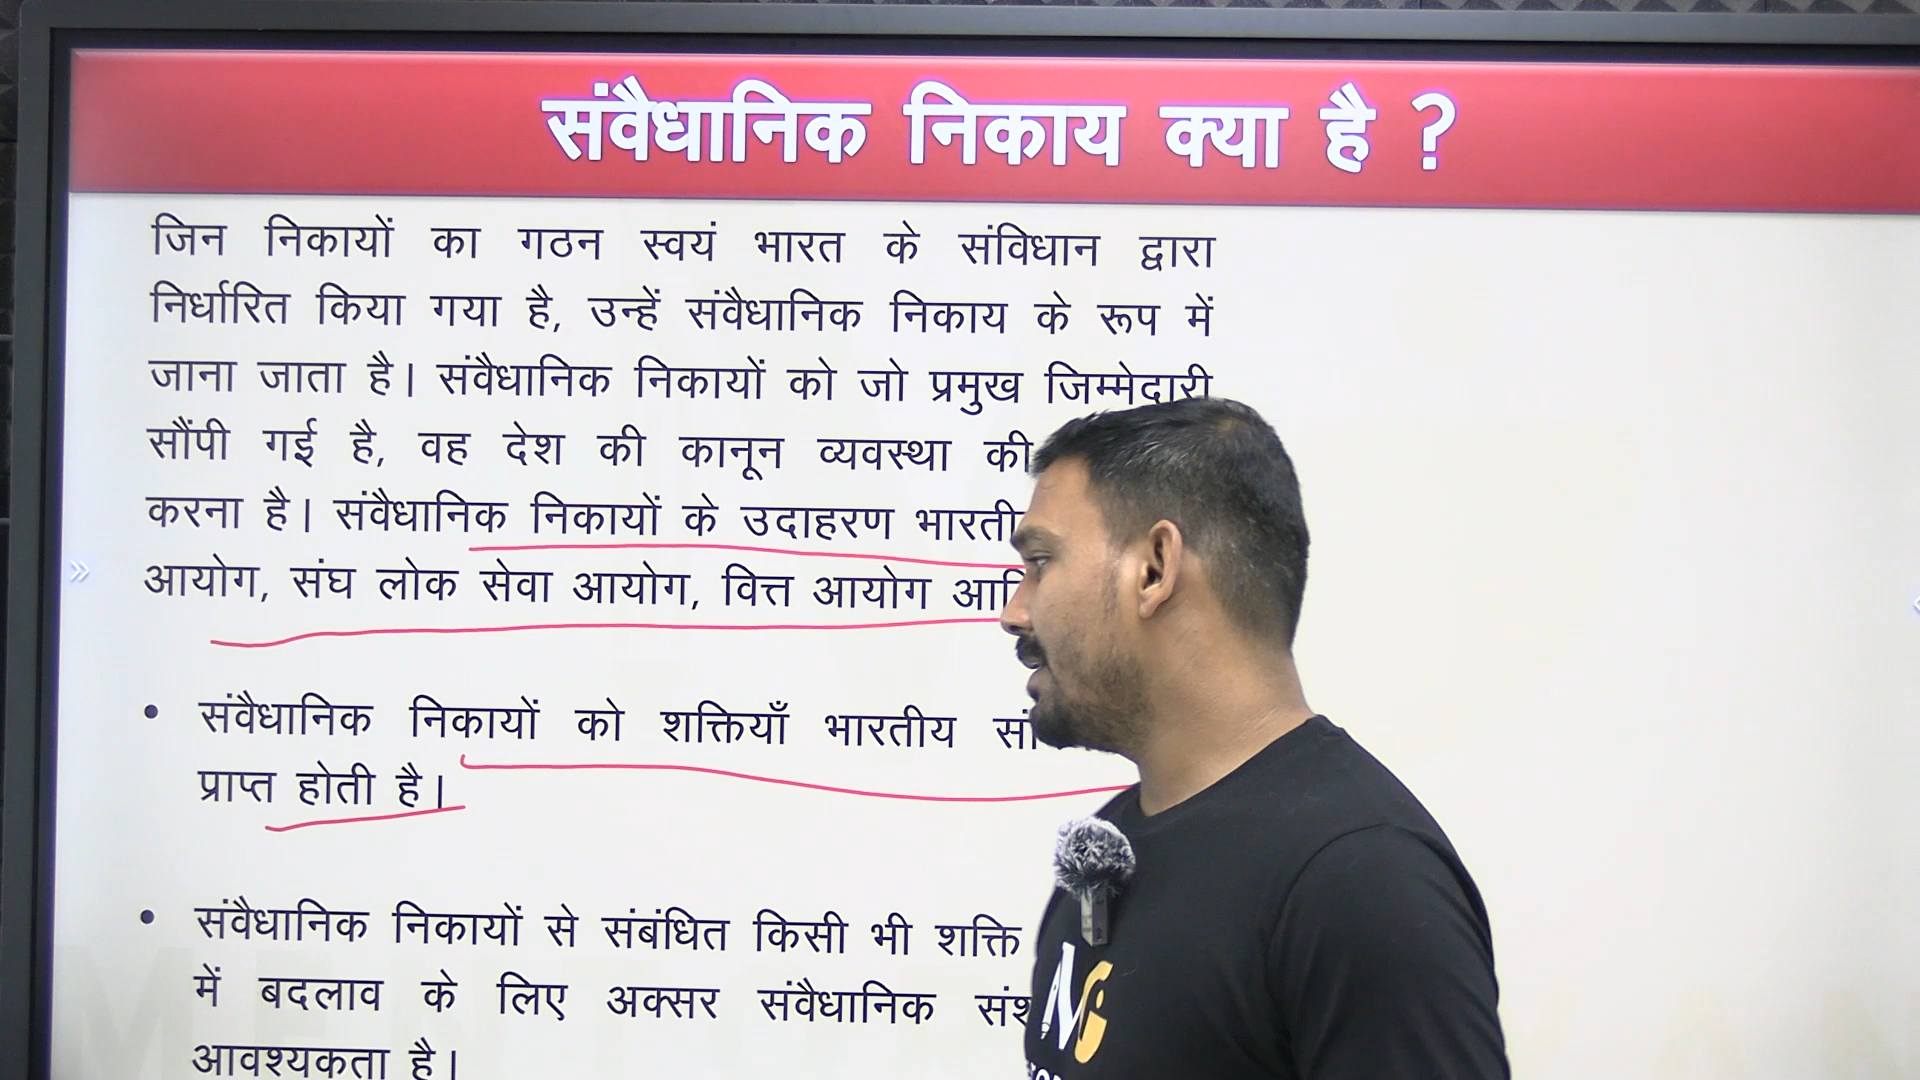 संवैधानिक निकाय क्या है ?
जिन निकायों का गठन स्वयं भारत के संविधान द्वारा
निर्धारित किया गया है, उन्हें संवैधानिक निकाय के रूप में
जाना जाता है। संवैधानिक निकायों को जो प्रमुख जिम्मेदारी
सौंपी गई है, वह देश की कानून व्यवस्था की
करना है। संवैधानिक निकायों के उदाहरण
आयोग, संघ लोक सेवा आयोग, वित्त आयोग
• संवैधानिक निकायों को शक्तियाँ भारतीय
प्राप्त होती है।
• संवैधानिक निकायों से संबंधित किसी भी शक्ति
में बदलाव के लिए अक्सर संवैधानिक
आवश्यकता है।